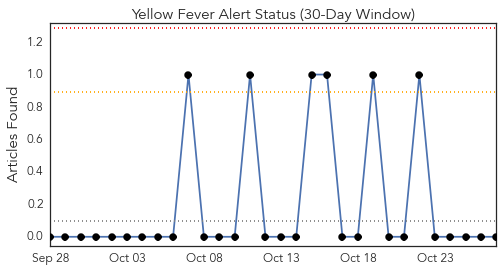 Yellow Fever Alert Status (30-Day Window)
Articles Found
1.2
1.0
0.8
0.6
0.4
0.2
0.0
Sep 28 Oct 03 Oct 08 Oct 13 Oct 18 Oct 23